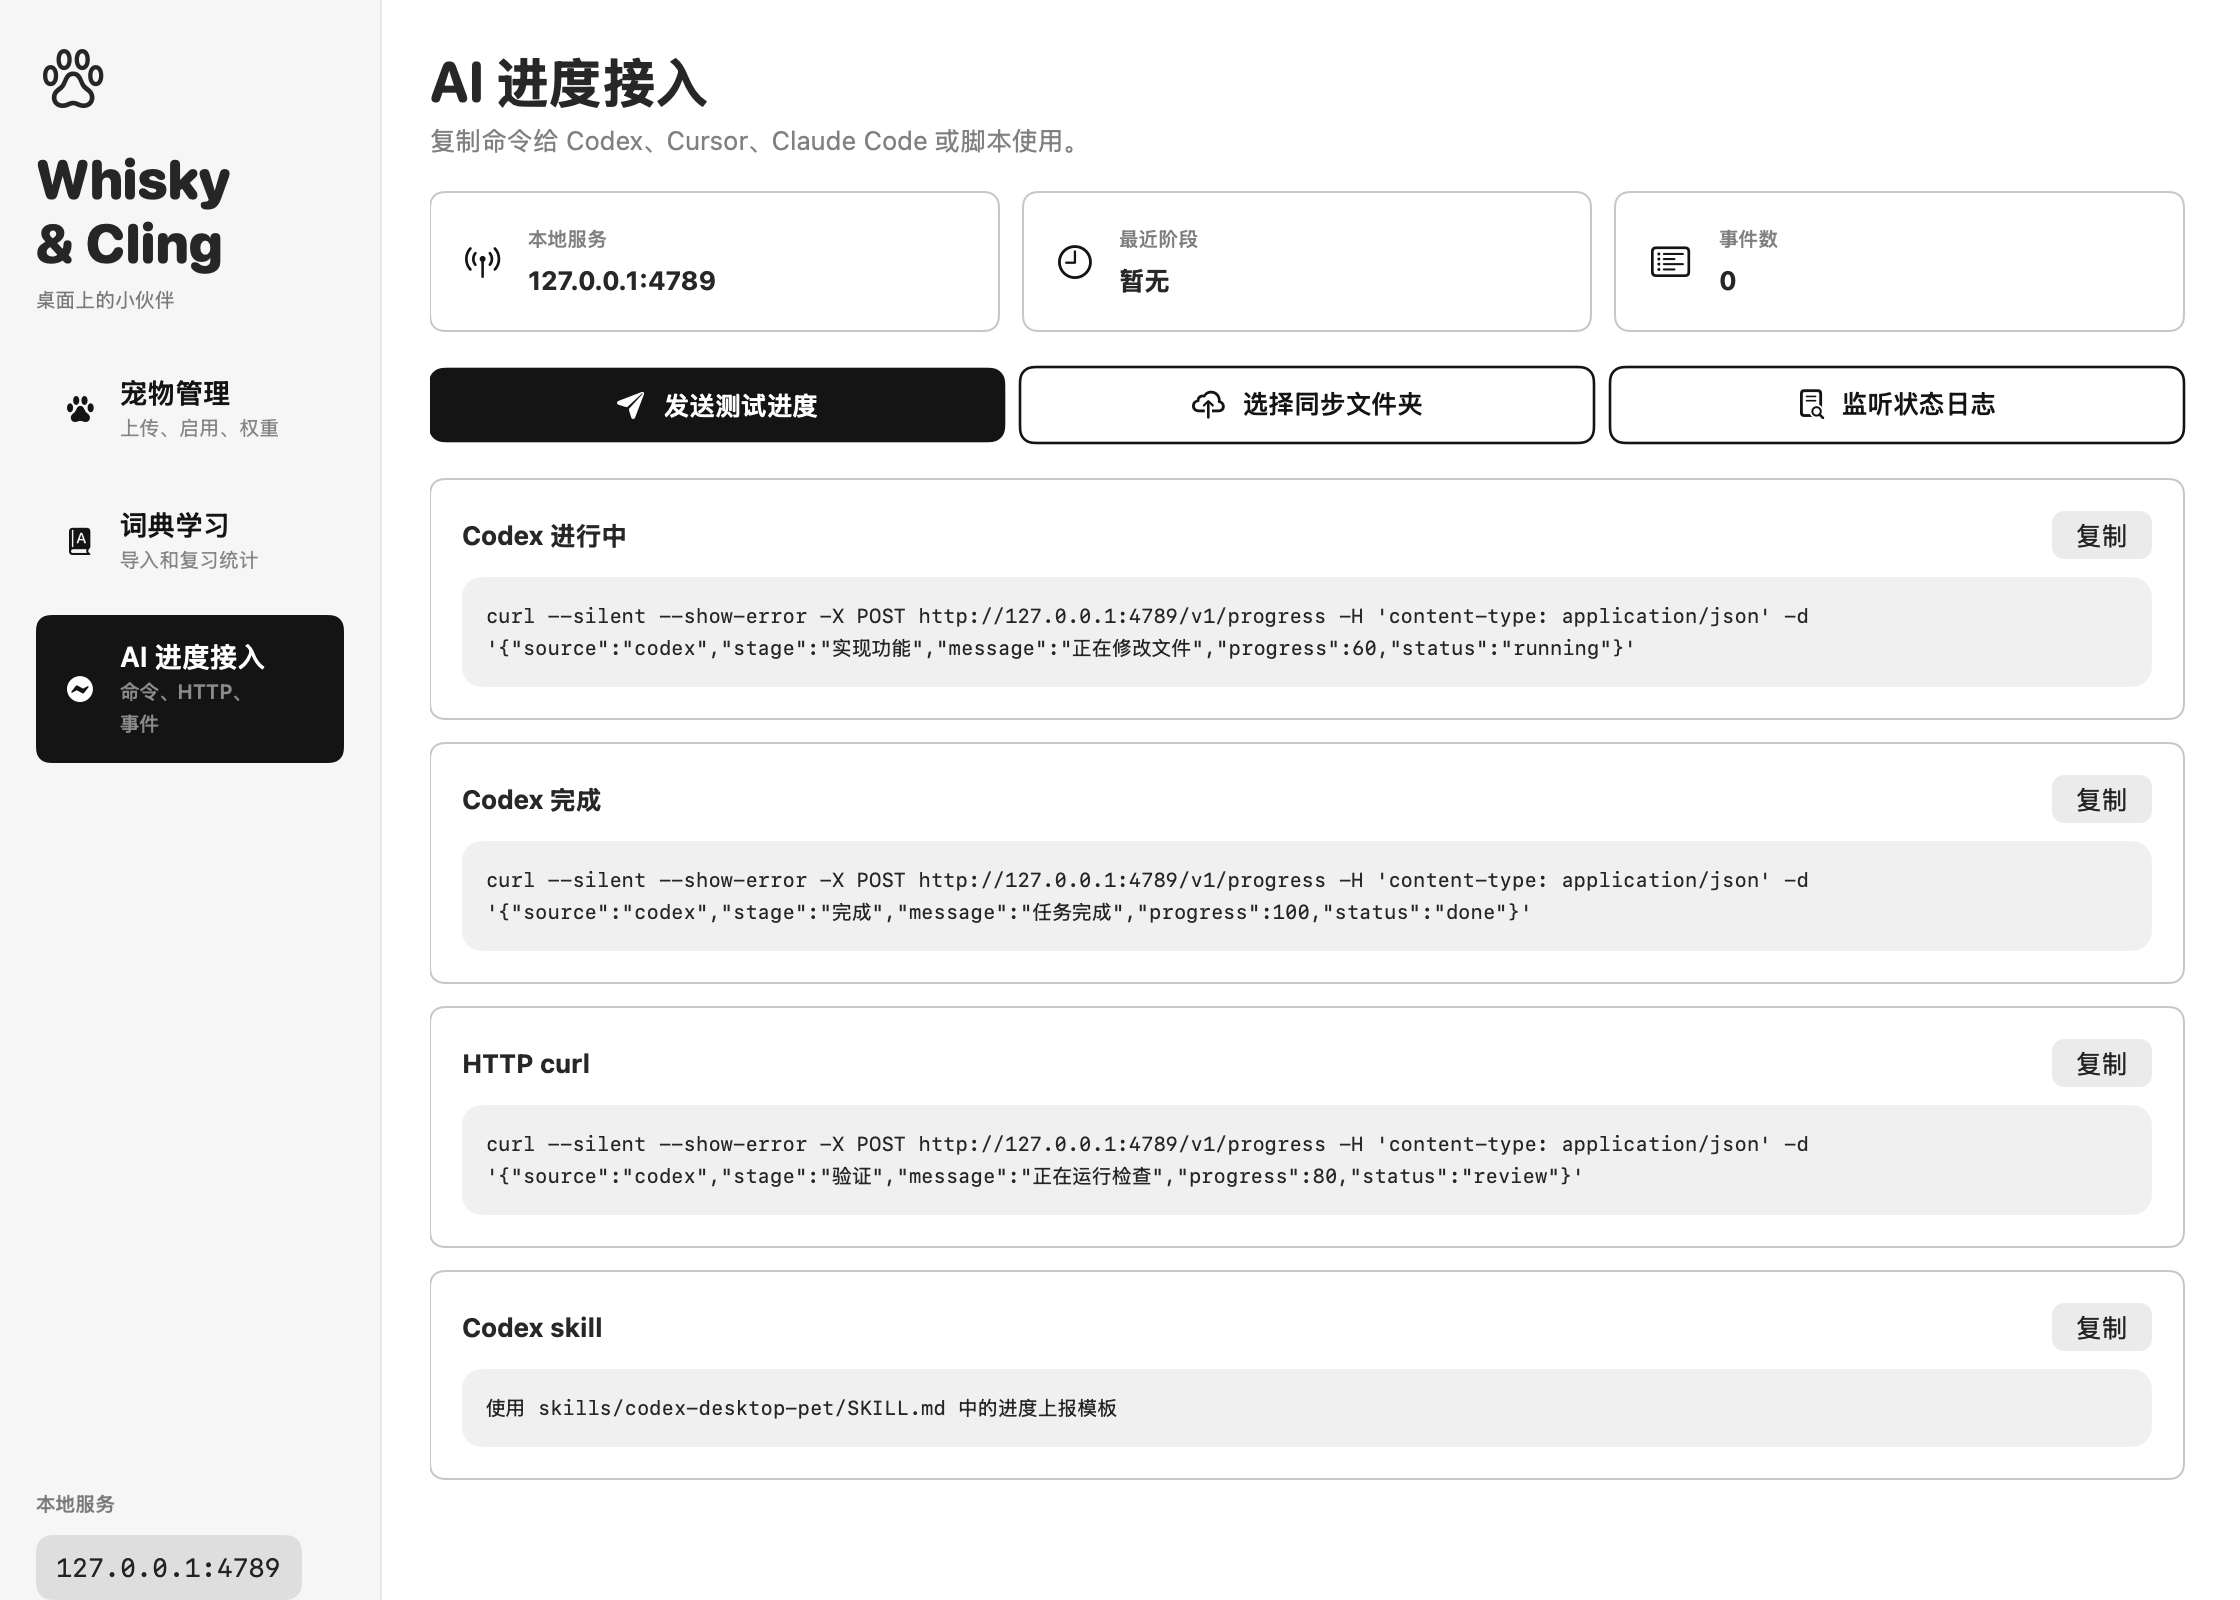 Whisky
& Cling
桌面上的小伙伴
宠物管理
上传、启用、权重
词典学习
导入和复习统计
AI 进度接入
命令、HTTP、
事件
本地服务
127.0.0.1:4789
AI 进度接入
复制命令给 Codex、Cursor、Claude Code 或脚本使用。
本地服务
127.0.0.1:4789
最近阶段
暂无
事件数
0
发送测试进度
选择同步文件夹
监听状态日志
Codex 进行中
复制
curl --silent --show-error -X POST http://127.0.0.1:4789/v1/progress -H 'content-type: application/json' -d
'{"source":"codex","stage":"实现功能","message":"正在修改文件","progress":60,"status":"running"}'
Codex 完成
复制
curl --silent --show-error -X POST http://127.0.0.1:4789/v1/progress -H 'content-type: application/json' -d
'{"source":"codex","stage":"完成","message":"任务完成","progress":100,"status":"done"}'
HTTP curl
复制
curl --silent --show-error -X POST http://127.0.0.1:4789/v1/progress -H 'content-type: application/json' -d
'{"source":"codex","stage":"验证","message":"正在运行检查","progress":80,"status":"review"}'
Codex skill
复制
使用 skills/codex-desktop-pet/SKILL.md 中的进度上报模板